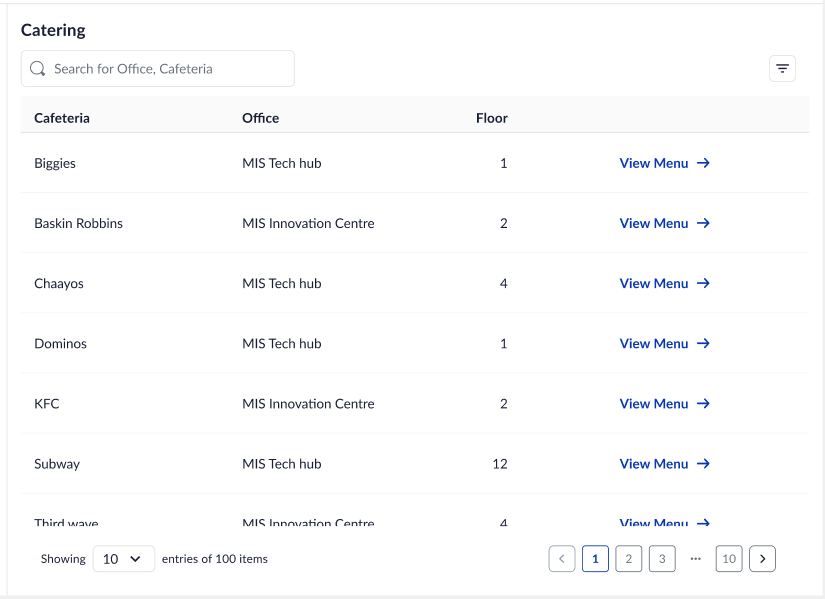 Catering
Search for Office, Cafeteria
Cafeteria Office Floor
Biggies MIS Tech hub 1 View Menu →
Baskin Robbins MIS Innovation Centre 2 View Menu →
Chaayos MIS Tech hub 4 View Menu →
Dominos MIS Tech hub 1 View Menu →
KFC MIS Innovation Centre 2 View Menu →
Subway MIS Tech hub 12 View Menu →
Third wave MIS Innovation Centre 4 View Menu →
Showing 10 entries of 100 items < 1 2 3 ··· 10 >